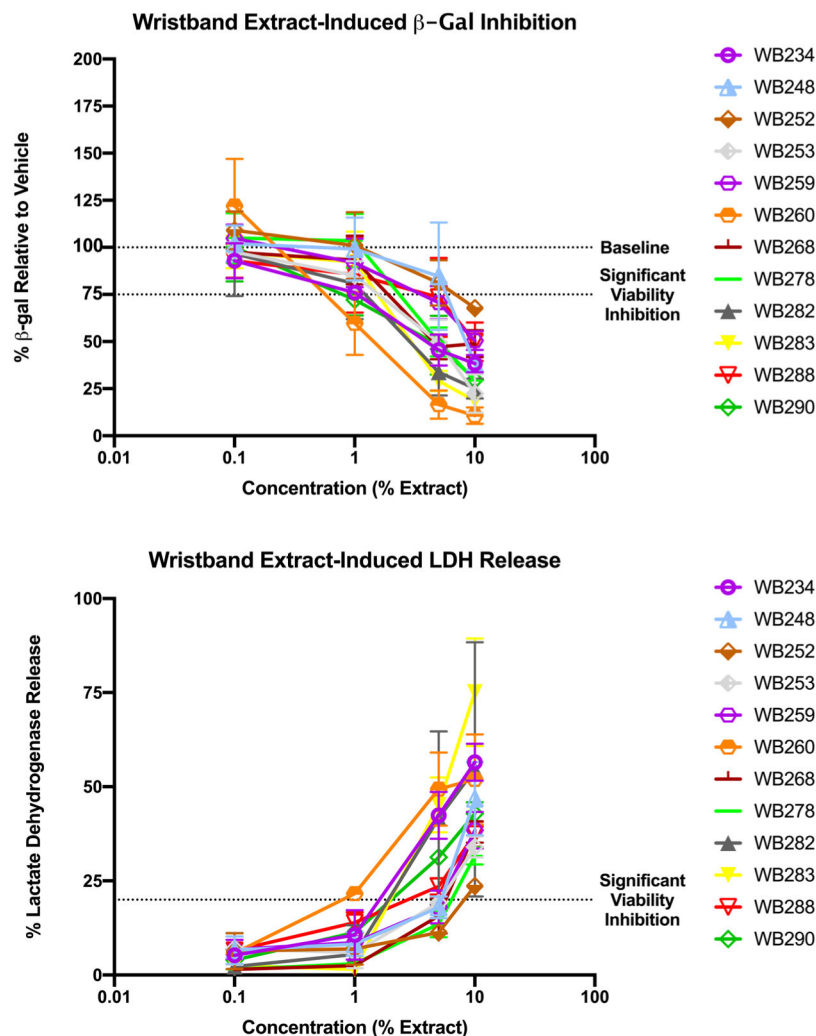 Wristband Extract-Induced β-Gal Inhibition
% β-gal Relative to Vehicle
200
175
150
125
100
75
50
25
0
0.01
0.1
1
10
100
Concentration (% Extract)
Baseline
Significant
Viability
Inhibition
WB234
WB248
WB252
WB253
WB259
WB260
WB268
WB278
WB282
WB283
WB288
WB290
Wristband Extract-Induced LDH Release
% Lactate Dehydrogenase Release
100
75
50
25
0
0.01
0.1
1
10
100
Concentration (% Extract)
Significant
Viability
Inhibition
WB234
WB248
WB252
WB253
WB259
WB260
WB268
WB278
WB282
WB283
WB288
WB290